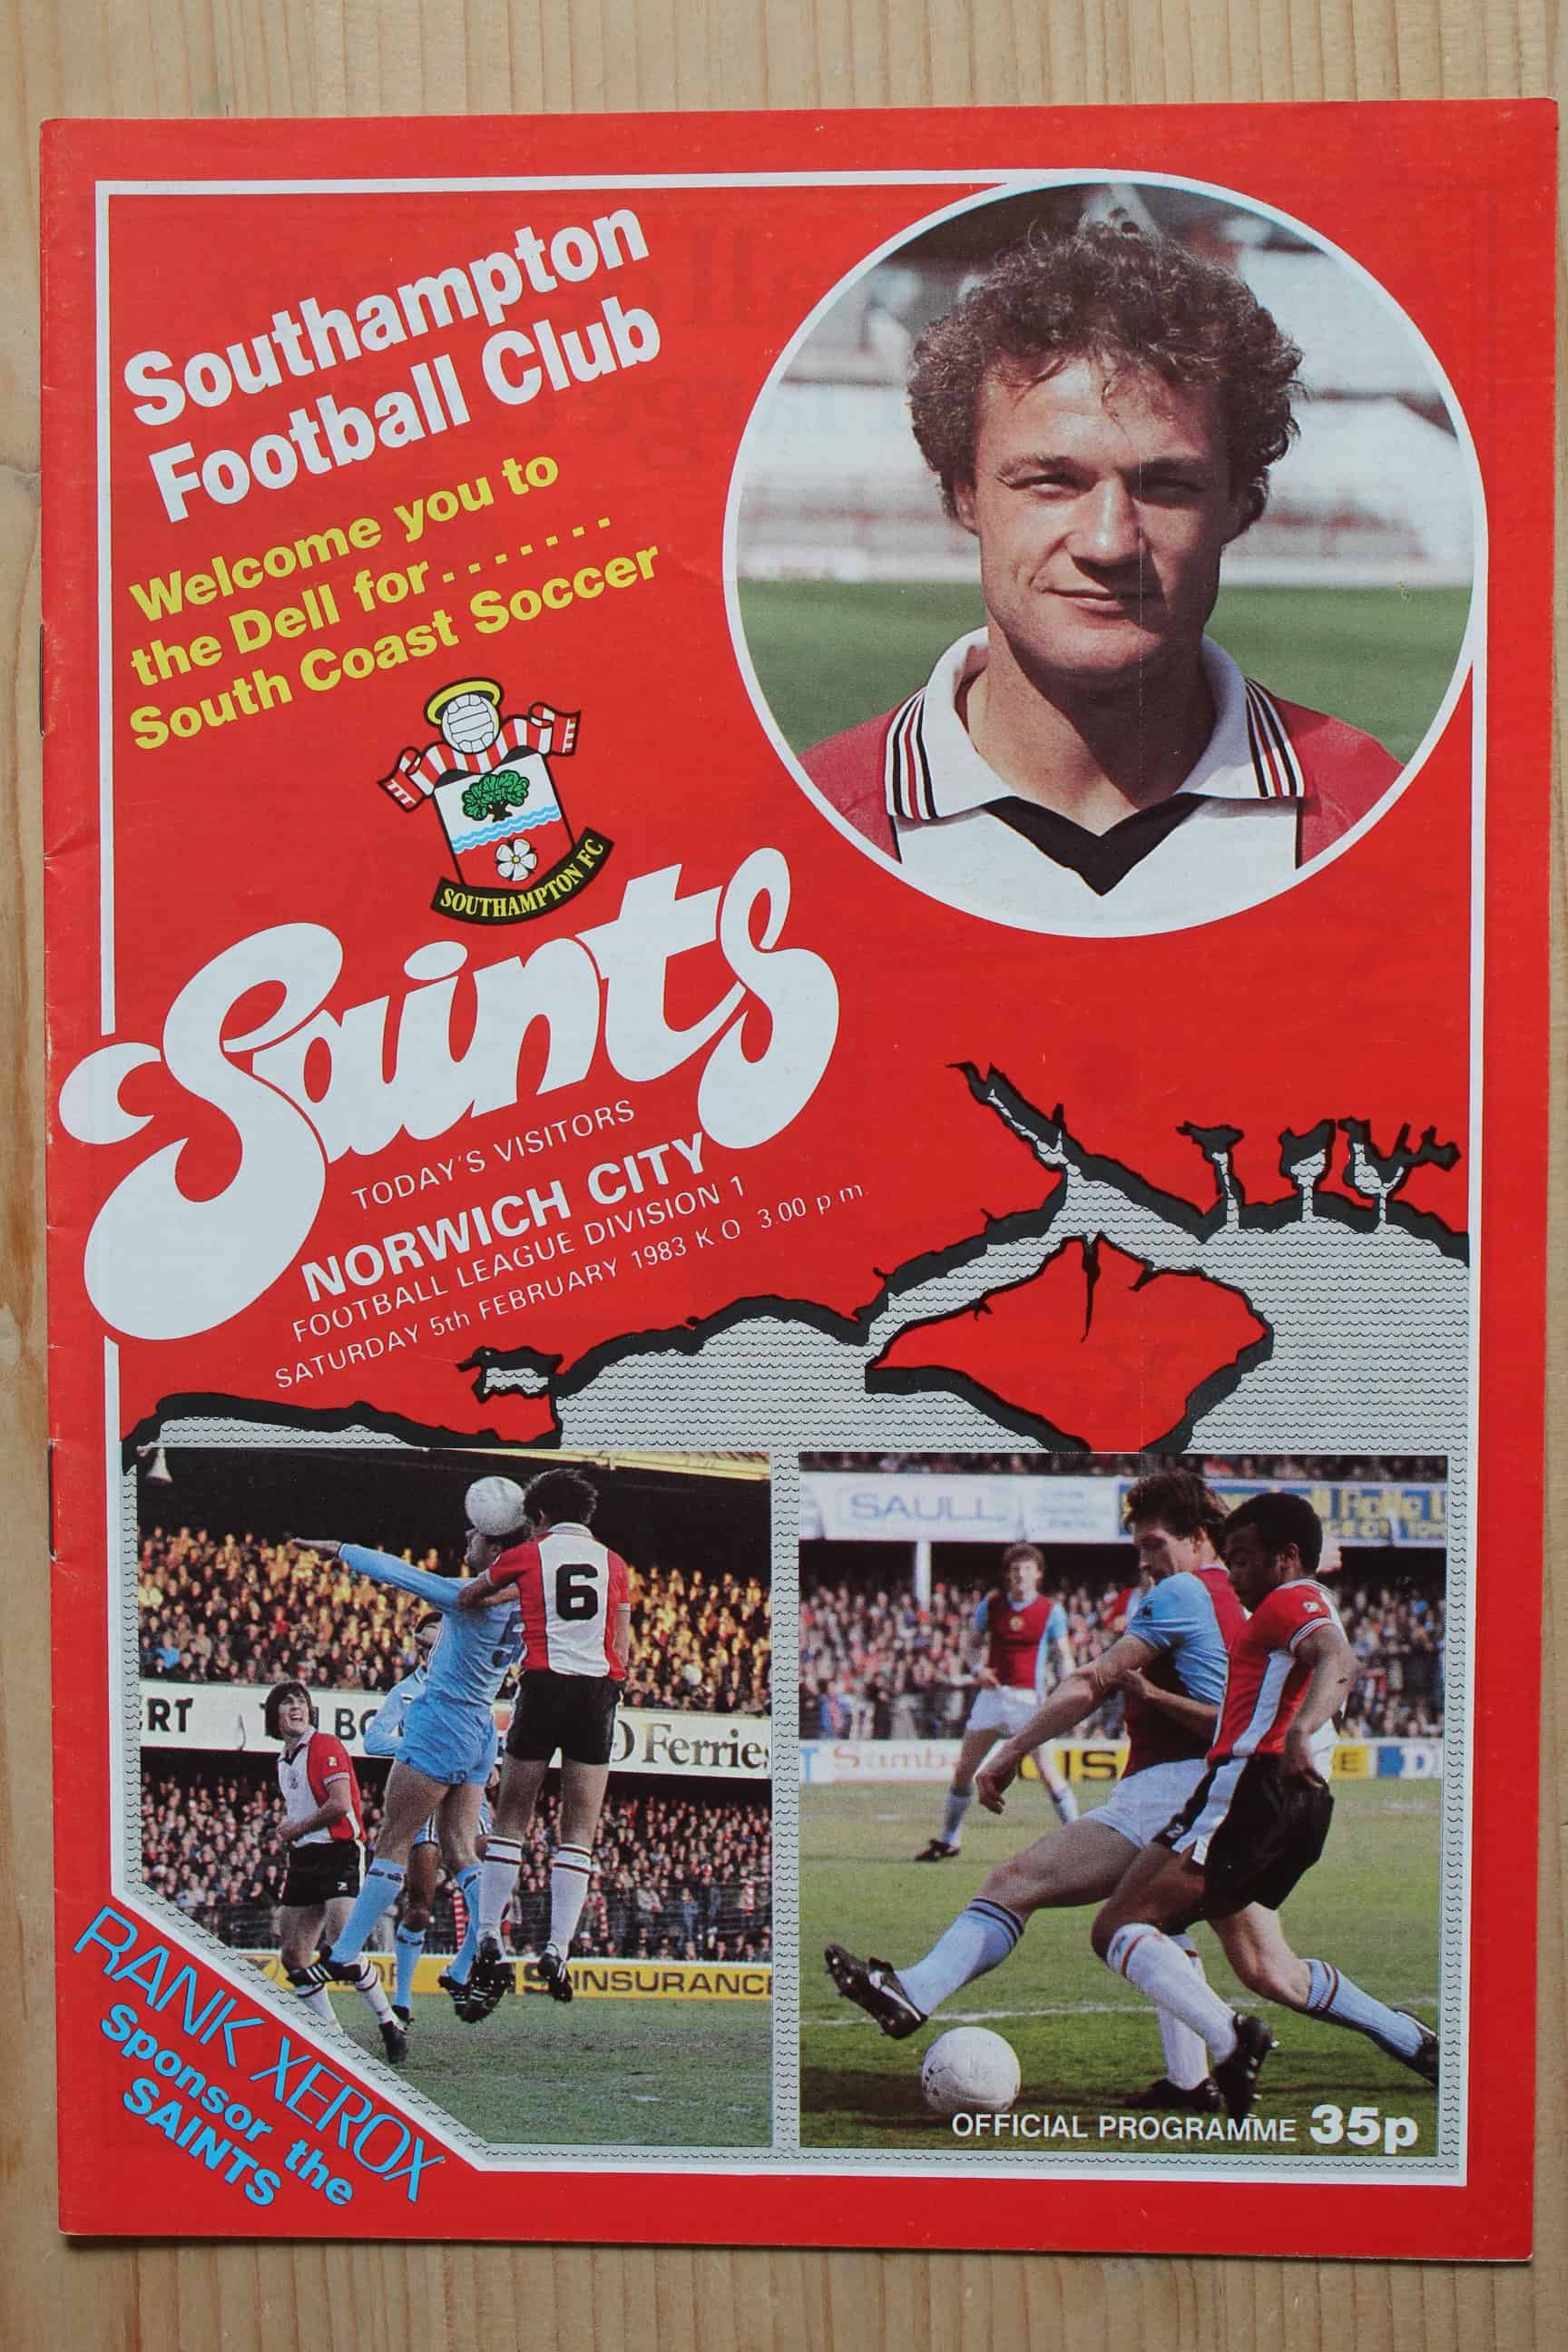 Southampton
Football Club
Welcome you to
the Dell for.......
South Coast Soccer
SOUTHAMPTON FC
Saints
TODAY'S VISITORS
NORWICH CITY
FOOTBALL LEAGUE DIVISION 1
SATURDAY 5th FEBRUARY 1983 K O 3.00 p.m.
6
ERT
Ferries
INSURANCE
SAULL
OFFICIAL PROGRAMME 35p
RANK XEROX
Sponsor the
SAINTS